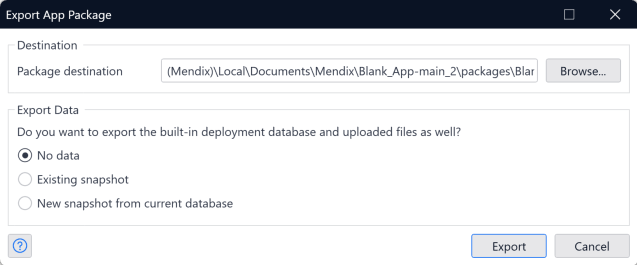 Export App Package
Destination
Package destination
(Mendix)\Local\Documents\Mendix\Blank_App-main_2\packages\Blar
Browse...
Export Data
Do you want to export the built-in deployment database and uploaded files as well?
No data
Existing snapshot
New snapshot from current database
?
Export
Cancel